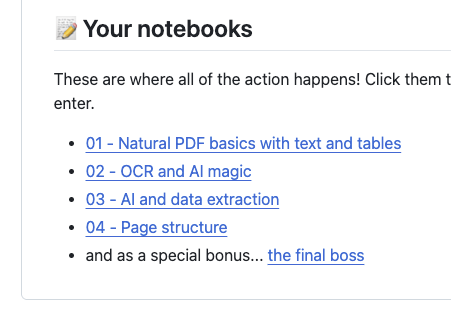 📝 Your notebooks
These are where all of the action happens! Click them t
enter.
• 01 - Natural PDF basics with text and tables
• 02 - OCR and AI magic
• 03 - AI and data extraction
• 04 - Page structure
• and as a special bonus... the final boss